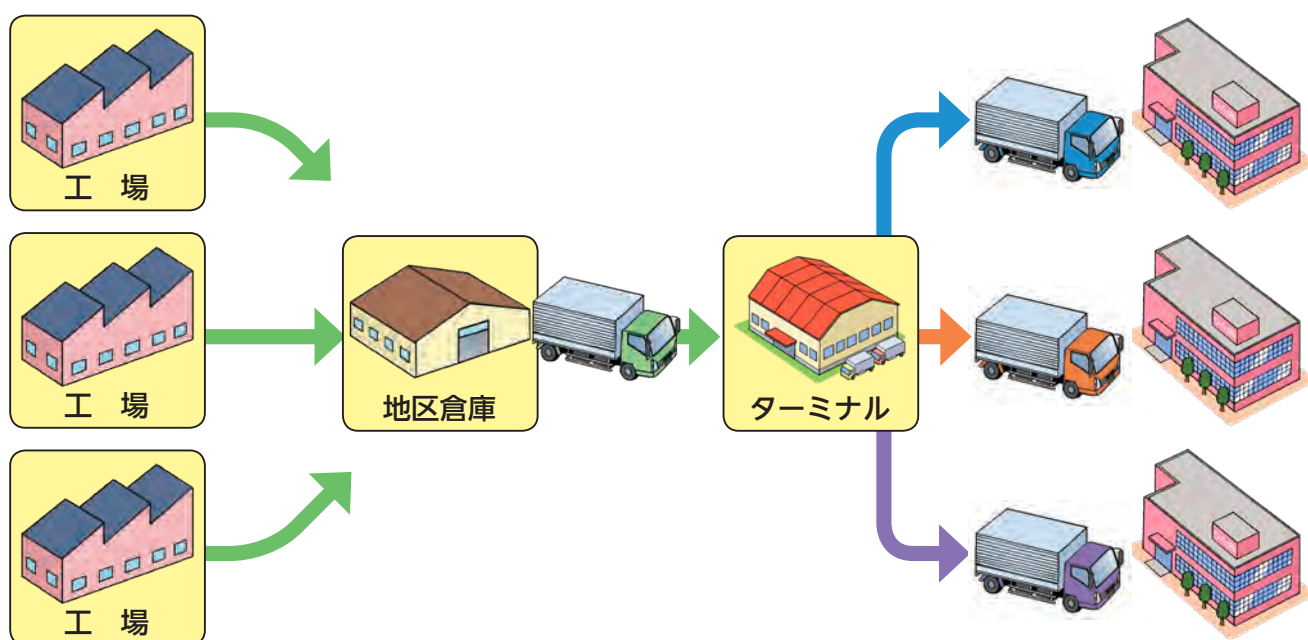 工 場
工 場
工 場
地区倉庫
ターミナル